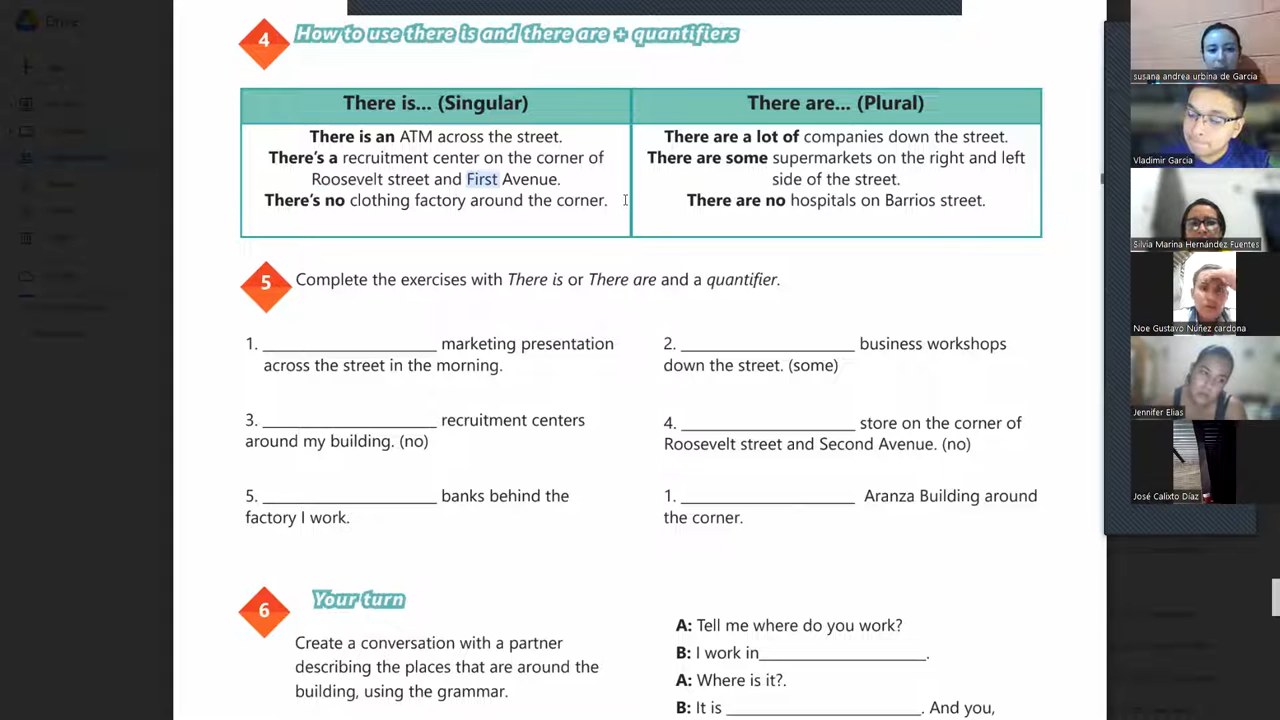 Drive
4 How to use there is and there are + quantifiers
There is... (Singular)
There is an ATM across the street.
There's a recruitment center on the corner of
Roosevelt street and First Avenue.
There's no clothing factory around the corner.
There are... (Plural)
There are a lot of companies down the street.
There are some supermarkets on the right and left
side of the street.
There are no hospitals on Barrios street.
5 Complete the exercises with There is or There are and a quantifier.
1. ____________________ marketing presentation
across the street in the morning.
2. ____________________ business workshops
down the street. (some)
3. ____________________ recruitment centers
around my building. (no)
4. ____________________ store on the corner of
Roosevelt street and Second Avenue. (no)
5. ____________________ banks behind the
factory I work.
1. ____________________ Aranza Building around
the corner.
6 Your turn
Create a conversation with a partner
describing the places that are around the
building, using the grammar.
A: Tell me where do you work?
B: I work in____________________.
A: Where is it?.
B: It is ______________________. And you,
susana andrea urbina de Garcia
Vladimir Garcia
Silvia Marina Hernández Fuentes
Noe Gustavo Núñez cardona
Jennifer Elias
José Calixto Díaz